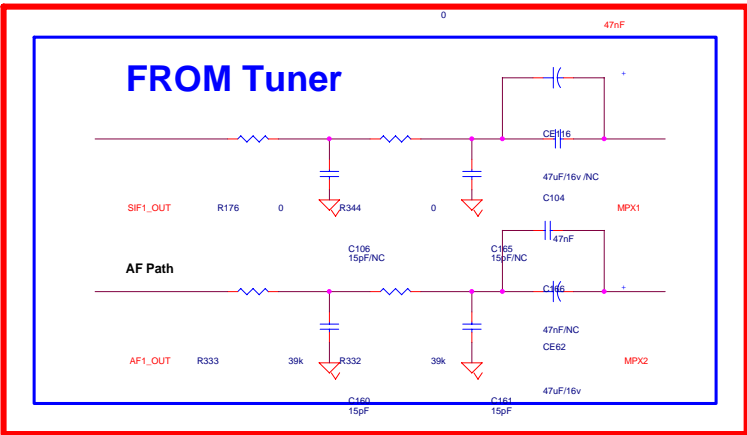 0
47nF
FROM Tuner
+
CE116
47uF/16v /NC
C104
SIF1_OUT
R176
0
R344
0
MPX1
47nF
C106
15pF/NC
C165
15pF/NC
AF Path
C166
+
47nF/NC
CE62
AF1_OUT
R333
39k
R332
39k
MPX2
47uF/16v
C160
15pF
C161
15pF